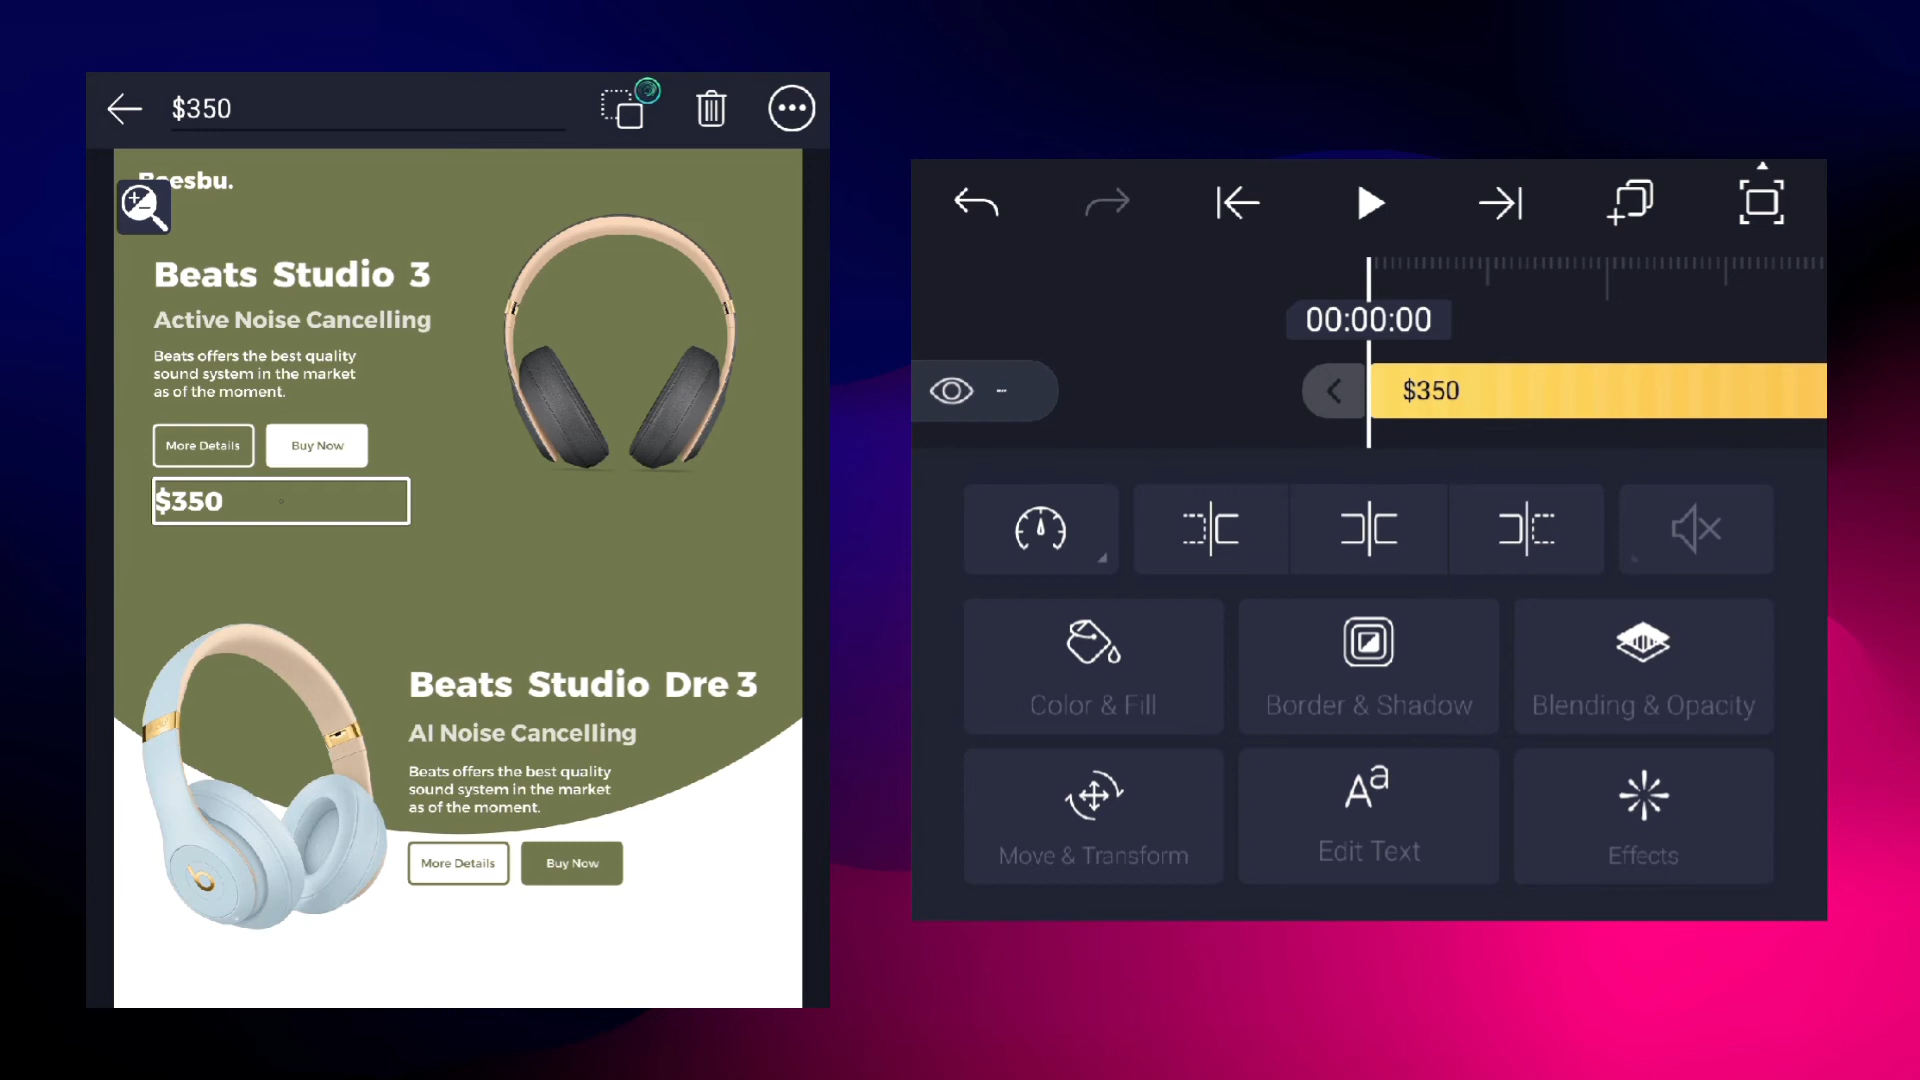 $350
Beesbu.
Beats Studio 3
Active Noise Cancelling
Beats offers the best quality
sound system in the market
as of the moment.
More Details
Buy Now
$350
Beats Studio Dre 3
AI Noise Cancelling
Beats offers the best quality
sound system in the market
as of the moment.
More Details
Buy Now
00:00:00
$350
Color & Fill
Border & Shadow
Blending & Opacity
Move & Transform
Edit Text
Effects